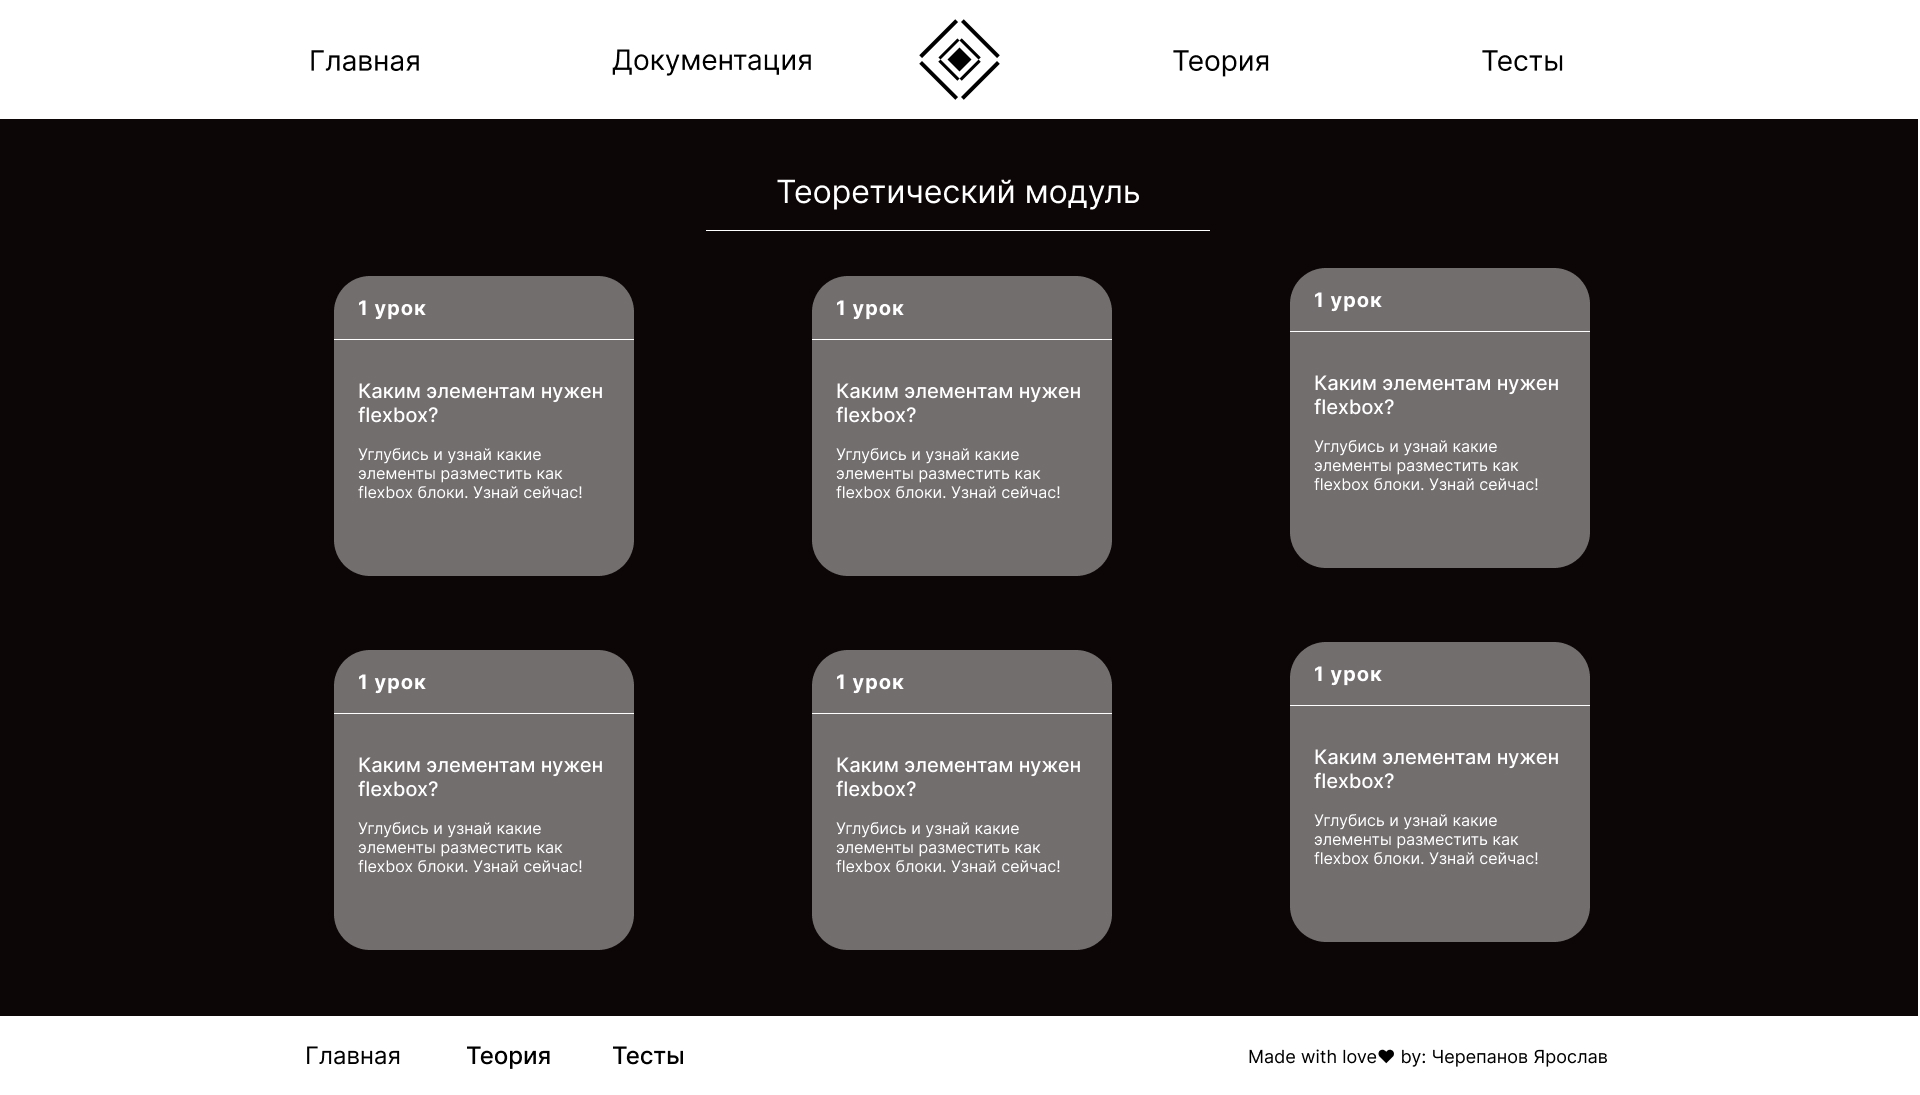 Главная
Документация
Теория
Тесты
Теоретический модуль
1 урок
Каким элементам нужен
flexbox?
Углубись и узнай какие
элементы разместить как
flexbox блоки. Узнай сейчас!
1 урок
Каким элементам нужен
flexbox?
Углубись и узнай какие
элементы разместить как
flexbox блоки. Узнай сейчас!
1 урок
Каким элементам нужен
flexbox?
Углубись и узнай какие
элементы разместить как
flexbox блоки. Узнай сейчас!
1 урок
Каким элементам нужен
flexbox?
Углубись и узнай какие
элементы разместить как
flexbox блоки. Узнай сейчас!
1 урок
Каким элементам нужен
flexbox?
Углубись и узнай какие
элементы разместить как
flexbox блоки. Узнай сейчас!
1 урок
Каким элементам нужен
flexbox?
Углубись и узнай какие
элементы разместить как
flexbox блоки. Узнай сейчас!
Главная
Теория
Тесты
Made with love❤ by: Черепанов Ярослав